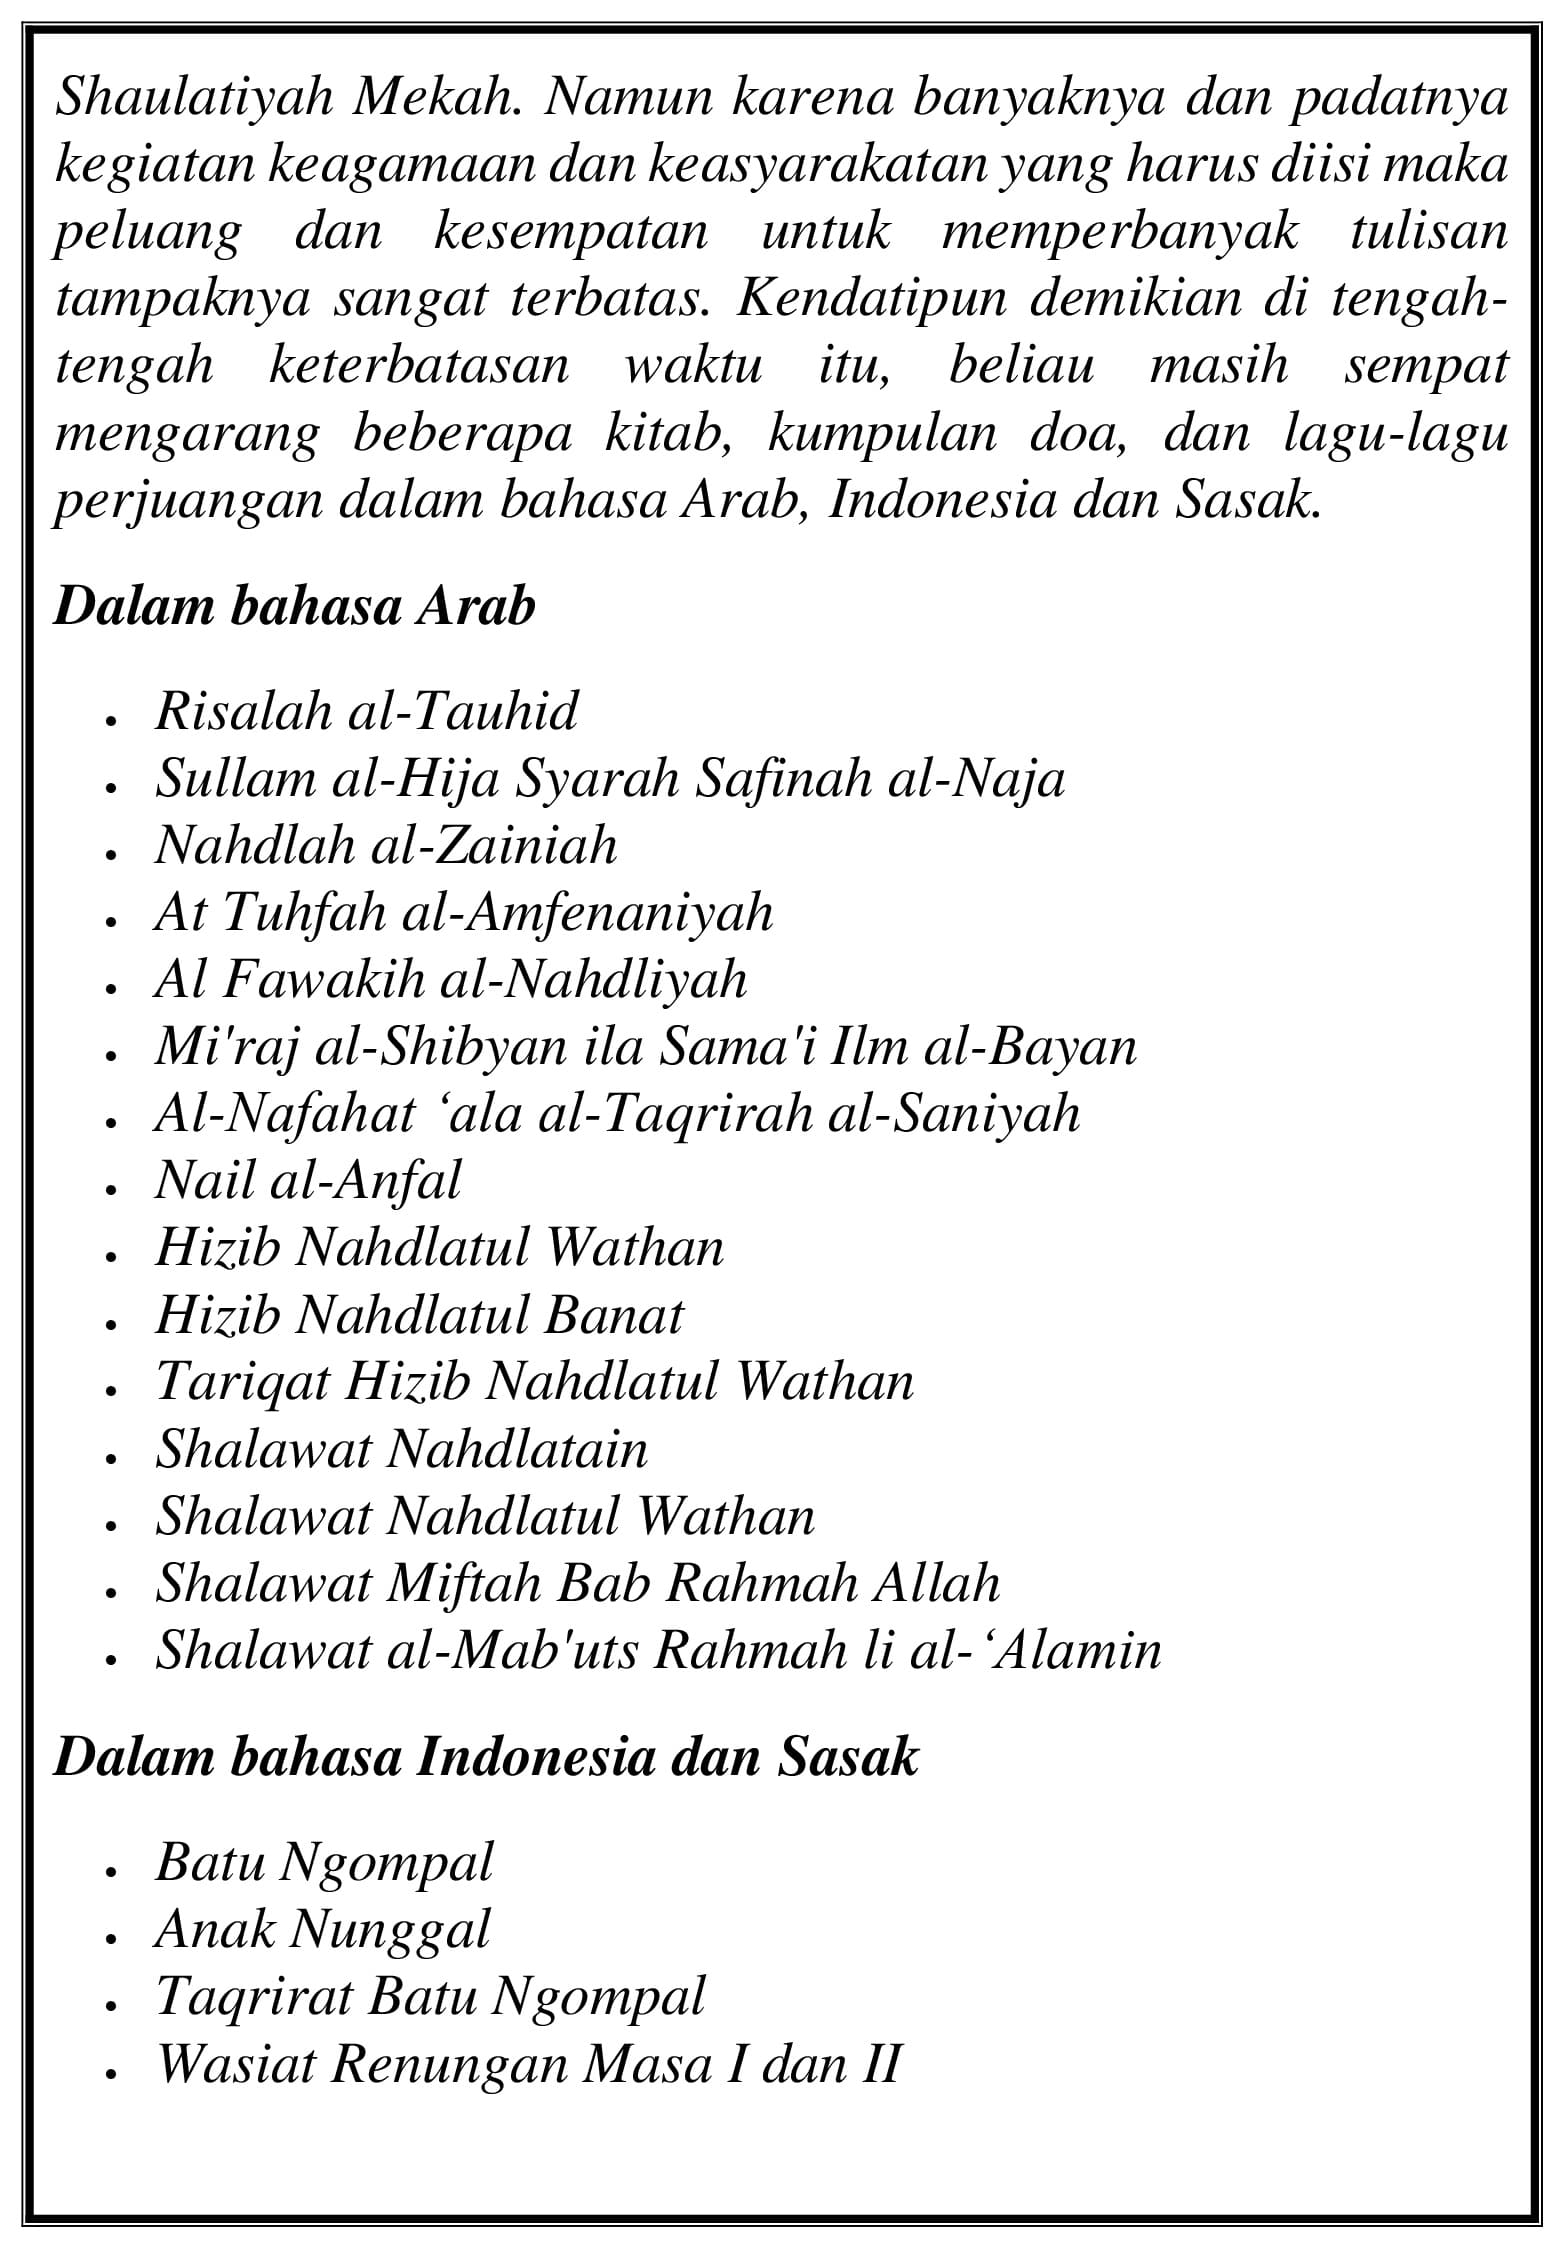 Shaulatiyah Mekah. Namun karena banyaknya dan padatnya
kegiatan keagamaan dan keasyarakatan yang harus diisi maka
peluang dan kesempatan untuk memperbanyak tulisan
tampaknya sangat terbatas. Kendatipun demikian di tengah-
tengah keterbatasan waktu itu, beliau masih sempat
mengarang beberapa kitab, kumpulan doa, dan lagu-lagu
perjuangan dalam bahasa Arab, Indonesia dan Sasak.
Dalam bahasa Arab
• Risalah al-Tauhid
• Sullam al-Hija Syarah Safinah al-Naja
• Nahdlah al-Zainiah
• At Tuhfah al-Amfenaniyah
• Al Fawakih al-Nahdliyah
• Mi'raj al-Shibyan ila Sama'i Ilm al-Bayan
• Al-Nafahat ‘ala al-Taqrirah al-Saniyah
• Nail al-Anfal
• Hizib Nahdlatul Wathan
• Hizib Nahdlatul Banat
• Tariqat Hizib Nahdlatul Wathan
• Shalawat Nahdlatain
• Shalawat Nahdlatul Wathan
• Shalawat Miftah Bab Rahmah Allah
• Shalawat al-Mab'uts Rahmah li al-‘Alamin
Dalam bahasa Indonesia dan Sasak
• Batu Ngompal
• Anak Nunggal
• Taqrirat Batu Ngompal
• Wasiat Renungan Masa I dan II